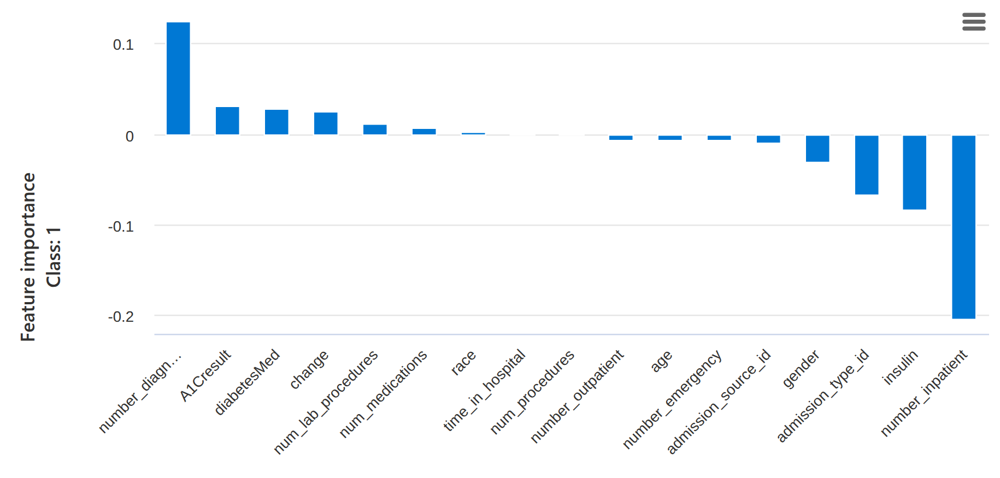 0.1
0
-0.1
-0.2
Feature importance
Class: 1
number_diagn...
A1Cresult
diabetesMed
change
num_lab_procedures
num_medications
race
time_in_hospital
num_procedures
number_outpatient
age
number_emergency
admission_source_id
gender
admission_type_id
insulin
number_inpatient